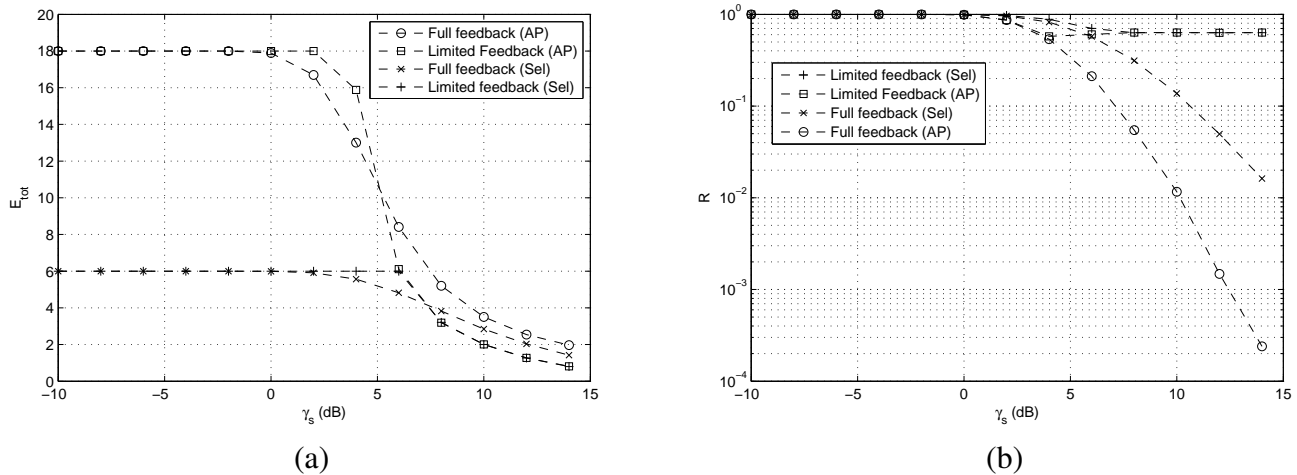 20
18
16
14
12
10
8
6
4
2
0
E_tot
−10
−5
0
5
10
15
γ_s (dB)
Full feedback (AP)
Limited Feedback (AP)
Full feedback (Sel)
Limited feedback (Sel)
(a)
10^0
10^−1
10^−2
10^−3
10^−4
R
−10
−5
0
5
10
15
γ_s (dB)
Limited feedback (Sel)
Limited Feedback (AP)
Full feedback (Sel)
Full feedback (AP)
(b)